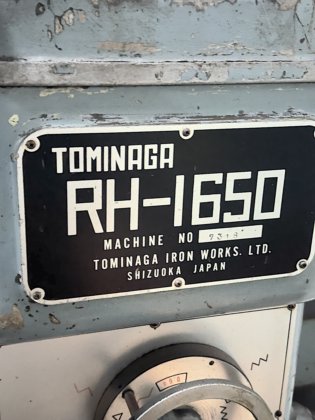 TOMINAGA
RH-1650
MACHINE NO
TOMINAGA IRON WORKS. LTD.
SHIZUOKA JAPAN